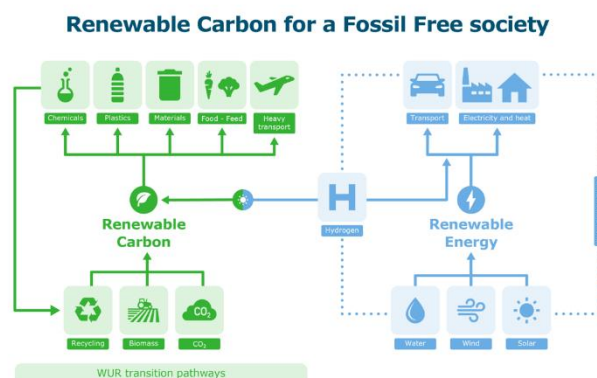 Renewable Carbon for a Fossil Free society
Chemicals
Plastics
Materials
Food - Feed
Heavy
transport
Transport
Electricity and heat
H
Hydrogen
Renewable
Carbon
Renewable
Energy
CO₂
Recycling
Biomass
CO₂
Water
Wind
Solar
WUR transition pathways